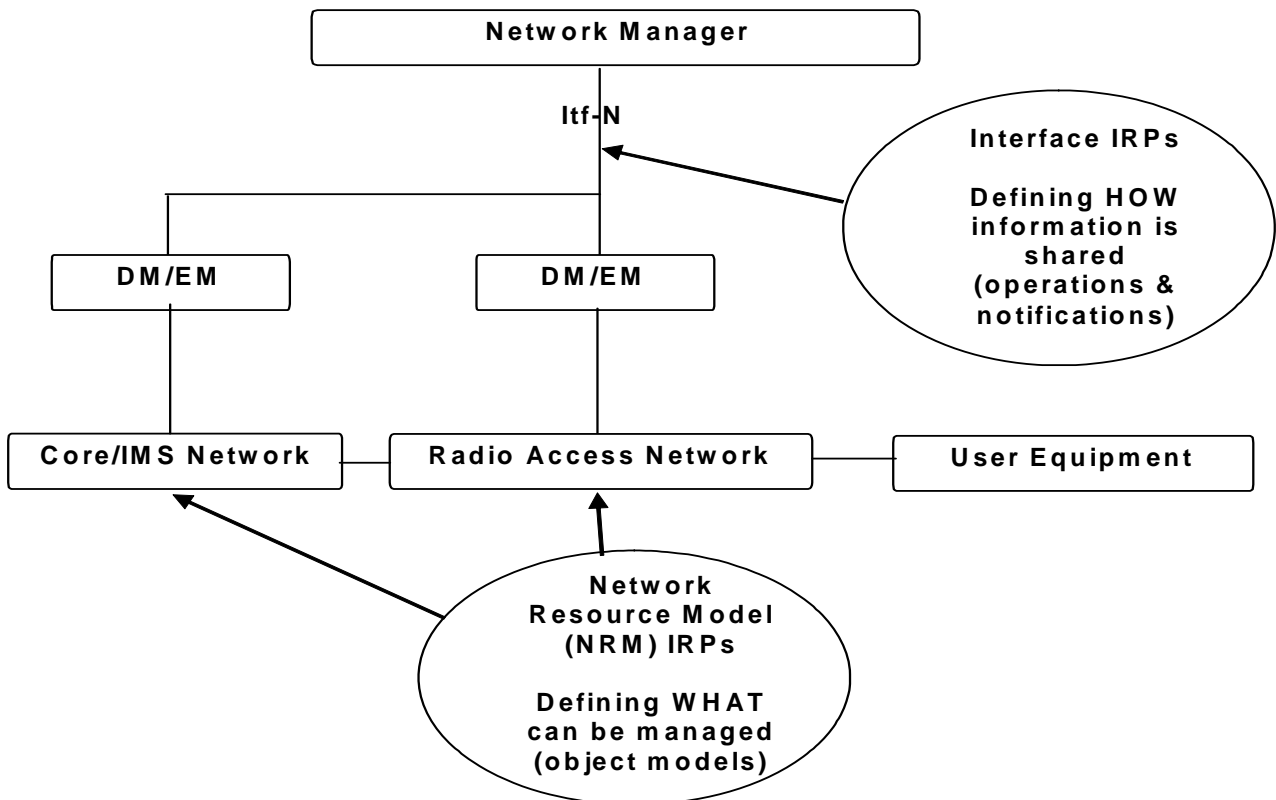 Network Manager
Itf-N
Interface IRPs
Defining HOW
information is
shared
(operations &
notifications)
DM/EM
DM/EM
Core/IMS Network
Radio Access Network
User Equipment
Network
Resource Model
(NRM) IRPs
Defining WHAT
can be managed
(object models)